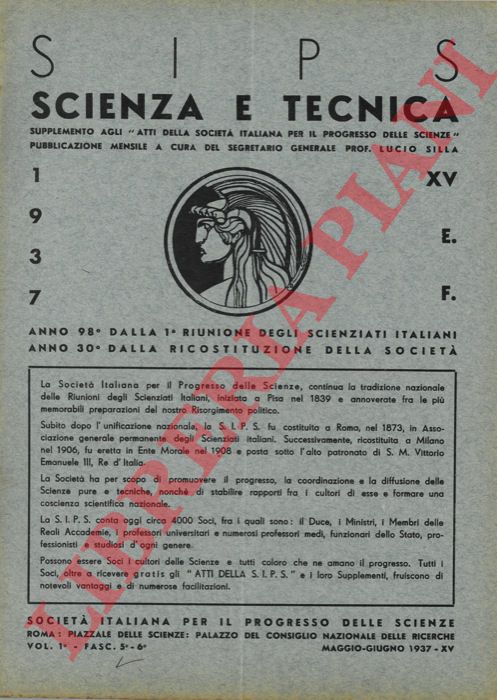 S I P S
SCIENZA E TECNICA
SUPPLEMENTO AGLI "ATTI DELLA SOCIETÀ ITALIANA PER IL PROGRESSO DELLE SCIENZE"
PUBBLICAZIONE MENSILE A CURA DEL SEGRETARIO GENERALE PROF. LUCIO SILLA
1 XV
9
3 E.
7 F.
ANNO 98° DALLA 1ª RIUNIONE DEGLI SCIENZIATI ITALIANI
ANNO 30° DALLA RICOSTITUZIONE DELLA SOCIETÀ
La Società Italiana per il Progresso delle Scienze, continua la tradizione nazionale
delle Riunioni degli Scienziati Italiani, iniziata a Pisa nel 1839 e annoverate fra le più
memorabili preparazioni del nostro Risorgimento politico.
Subito dopo l'unificazione nazionale, la S. I. P. S. fu costituita a Roma, nel 1873, in Asso-
ciazione generale permanente degli Scienziati italiani. Successivamente, ricostituita a Milano
nel 1906, fu eretta in Ente Morale nel 1908 e posta sotto l'alto patronato di S. M. Vittorio
Emanuele III, Re d'Italia.
La Società ha per scopo di promuovere il progresso, la coordinazione e la diffusione delle
Scienze pure e tecniche, nonchè di stabilire rapporti fra i cultori di esse e formare una
coscienza scientifica nazionale.
La S. I. P. S. conta oggi circa 4000 Soci, fra i quali sono: il Duce, i Ministri, i Membri delle
Reali Accademie, i professori universitari e numerosi professori medi, funzionari dello Stato, pro-
fessionisti e studiosi d'ogni genere.
Possono essere Soci i cultori delle Scienze e tutti coloro che ne amano il progresso. Tutti i
Soci, oltre a ricevere gratis gli "ATTI DELLA S. I. P. S." e i loro Supplementi, fruiscono di
notevoli vantaggi e di numerose facilitazioni.
SOCIETÀ ITALIANA PER IL PROGRESSO DELLE SCIENZE
ROMA: PIAZZALE DELLE SCIENZE: PALAZZO DEL CONSIGLIO NAZIONALE DELLE RICERCHE
VOL. 1° - FASC. 5° - 6° MAGGIO-GIUGNO 1937 - XV
LIBRERIA PIANI